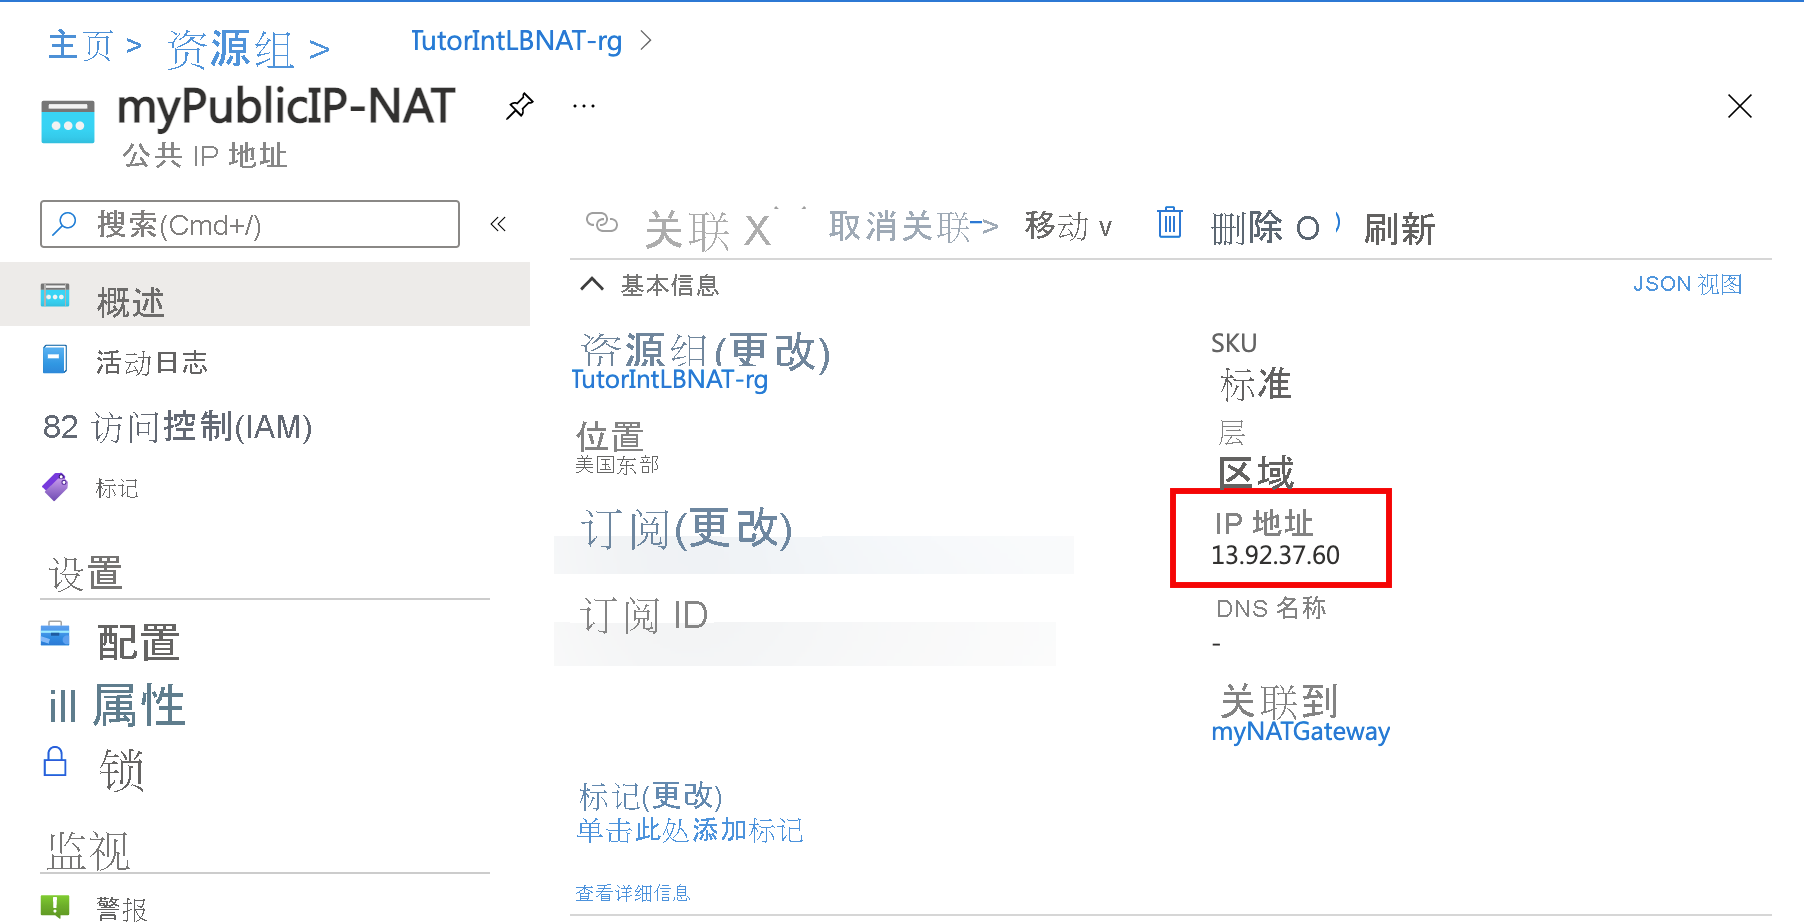 主页 > 资源组 > TutorIntLBNAT-rg >
myPublicIP-NAT ...
公共 IP 地址
搜索(Cmd+/) «
概述
活动日志
82 访问控制(IAM)
标记
设置
配置
ill 属性
锁
监视
警报
关联 X 取消关联-> 移动 v 删除 O 刷新
基本信息
JSON 视图
资源组(更改)
TutorIntLBNAT-rg
位置
美国东部
订阅(更改)
订阅 ID
标记(更改)
单击此处添加标记
查看详细信息
SKU
标准
层
区域
IP 地址
13.92.37.60
DNS 名称
-
关联到
myNATGateway